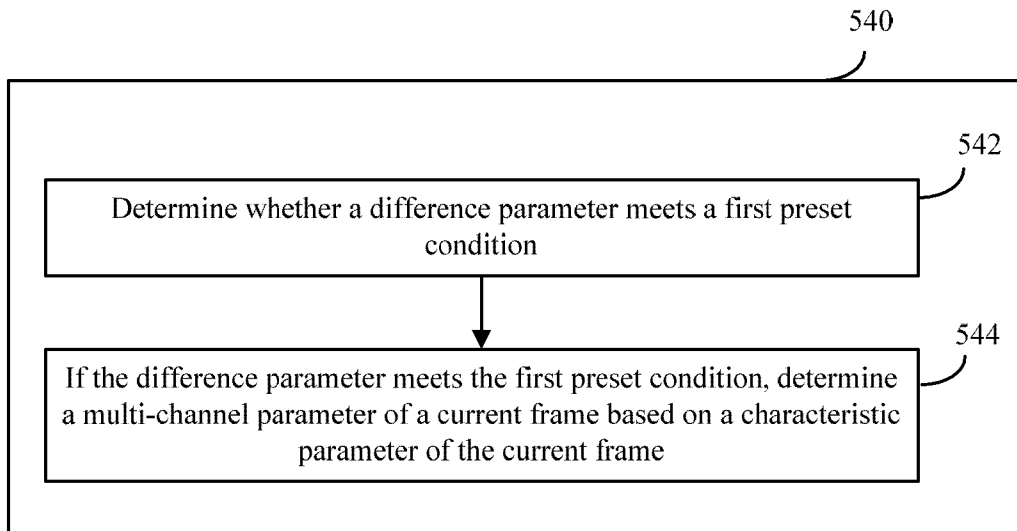 540
542
Determine whether a difference parameter meets a first preset
condition
544
If the difference parameter meets the first preset condition, determine
a multi-channel parameter of a current frame based on a characteristic
parameter of the current frame